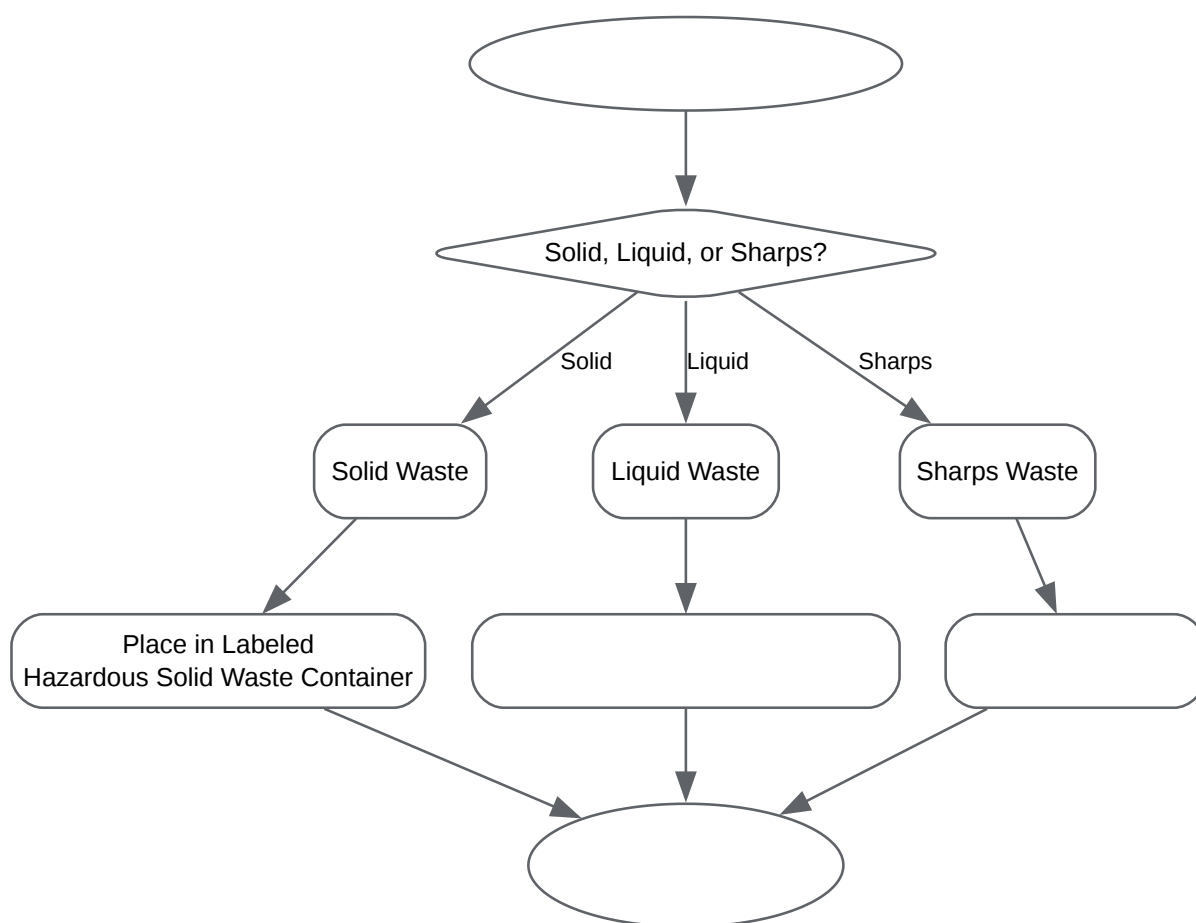 Solid, Liquid, or Sharps?
Solid
Liquid
Sharps
Solid Waste
Liquid Waste
Sharps Waste
Place in Labeled
Hazardous Solid Waste Container